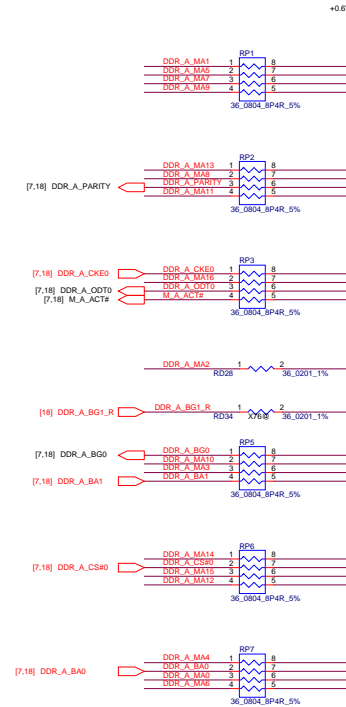 +0.6
RP1
DDR_A_MA1 1 8
DDR_A_MA5 2 7
DDR_A_MA7 3 6
DDR_A_MA9 4 5
36_0804_8P4R_5%
RP2
DDR_A_MA13 1 8
DDR_A_MA8 2 7
[7,18] DDR_A_PARITY DDR_A_PARITY 3 6
DDR_A_MA11 4 5
36_0804_8P4R_5%
RP3
[7,18] DDR_A_CKE0 DDR_A_CKE0 1 8
DDR_A_MA16 2 7
[7,18] DDR_A_ODT0 DDR_A_ODT0 3 6
[7,18] M_A_ACT# M_A_ACT# 4 5
36_0804_8P4R_5%
DDR_A_MA2 1 2
RD28 36_0201_1%
[18] DDR_A_BG1_R DDR_A_BG1_R 1 2
RD34 X76@ 36_0201_1%
RP5
[7,18] DDR_A_BG0 DDR_A_BG0 1 8
DDR_A_MA10 2 7
DDR_A_MA3 3 6
[7,18] DDR_A_BA1 DDR_A_BA1 4 5
36_0804_8P4R_5%
RP6
DDR_A_MA14 1 8
[7,18] DDR_A_CS#0 DDR_A_CS#0 2 7
DDR_A_MA15 3 6
DDR_A_MA12 4 5
36_0804_8P4R_5%
RP7
DDR_A_MA4 1 8
[7,18] DDR_A_BA0 DDR_A_BA0 2 7
DDR_A_MA0 3 6
DDR_A_MA6 4 5
36_0804_8P4R_5%